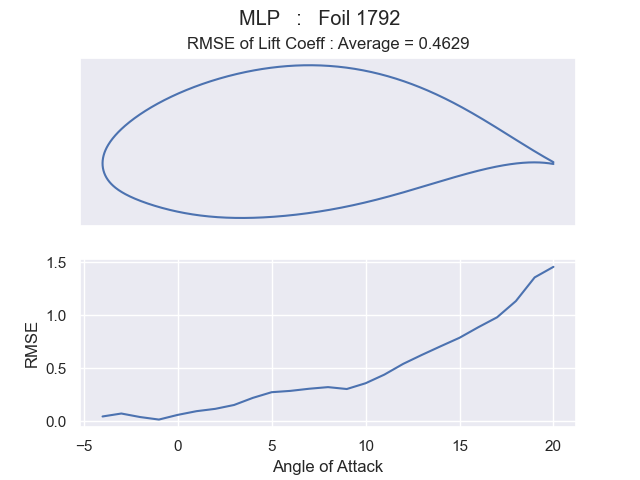 MLP : Foil 1792
RMSE of Lift Coeff : Average = 0.4629
1.5
1.0
0.5
0.0
RMSE
−5 0 5 10 15 20
Angle of Attack